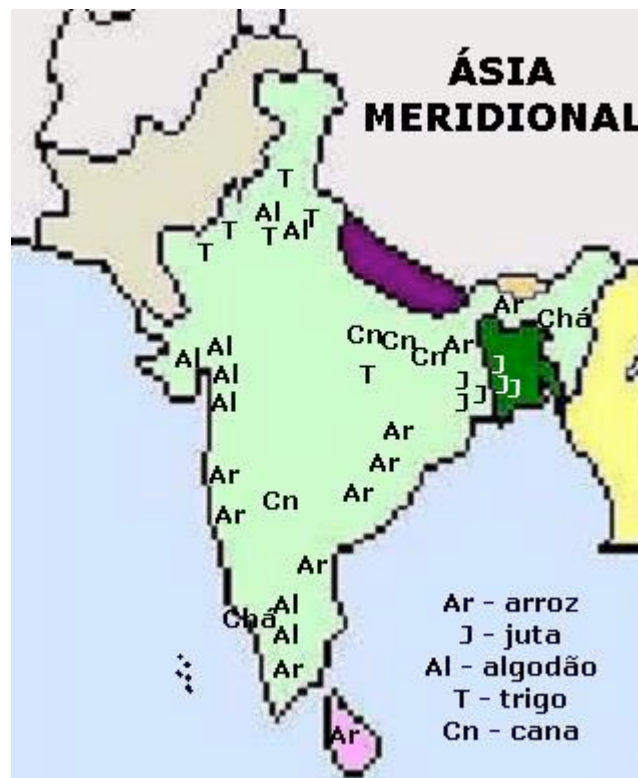 ÁSIA
MERIDIONAL
T
Al T
T T Al
T
Ar
Chá
Al Al
Cn Cn Cn Ar
Al
T
J
J J J
J J
Al
Ar
Ar
Ar
Ar
Cn
Ar
Ar
Al
Chá
Al
Ar
Ar
Ar - arroz
J - juta
Al - algodão
T - trigo
Cn - cana